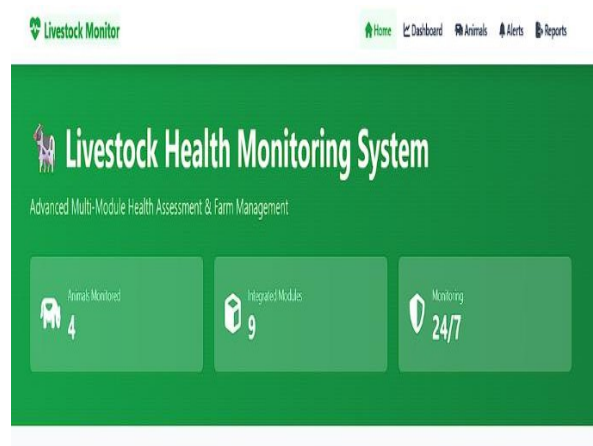 Livestock Monitor
Home Dashboard Animals Alerts Reports
Livestock Health Monitoring System
Advanced Multi-Module Health Assessment & Farm Management
Animals Monitored
4
Integrated Modules
9
Monitoring
24/7